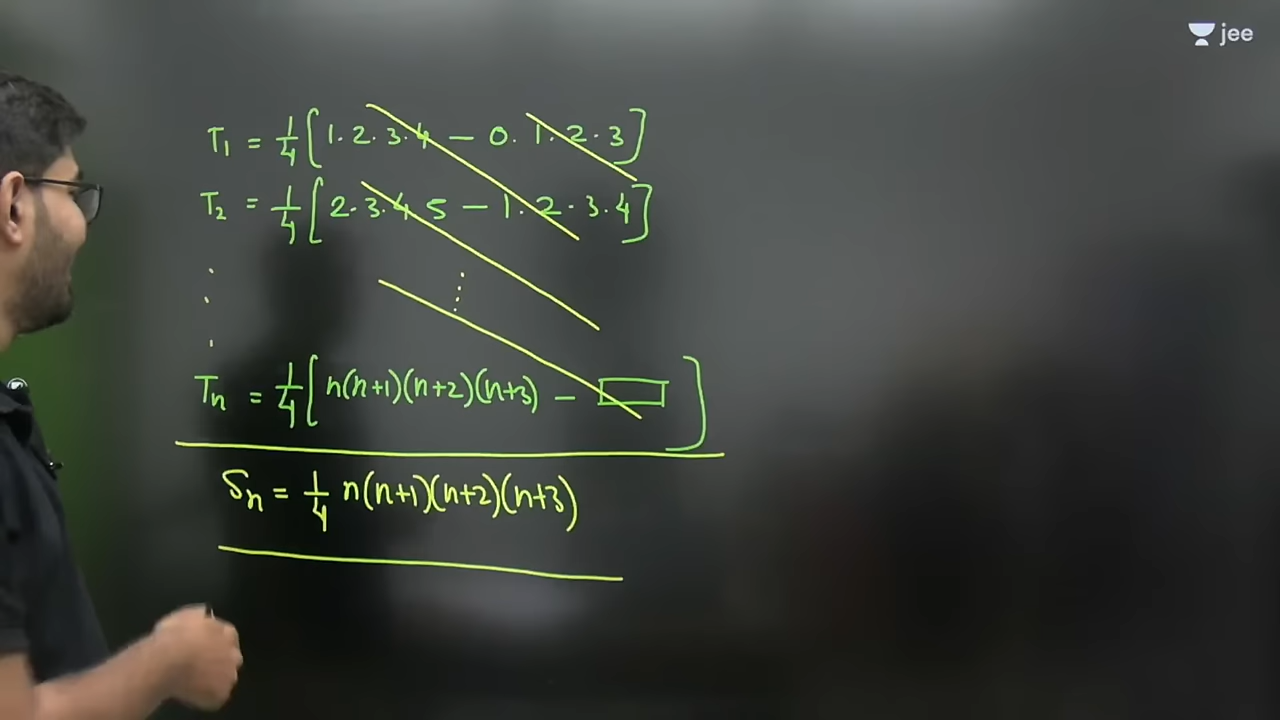 jee
T₁ = 1/4 [1·2·3·4 — 0·1·2·3]
T₂ = 1/4 [2·3·4·5 — 1·2·3·4]
⋮ ⋮
Tₙ = 1/4 [n(n+1)(n+2)(n+3) — ▭]
Sₙ = 1/4 n(n+1)(n+2)(n+3)